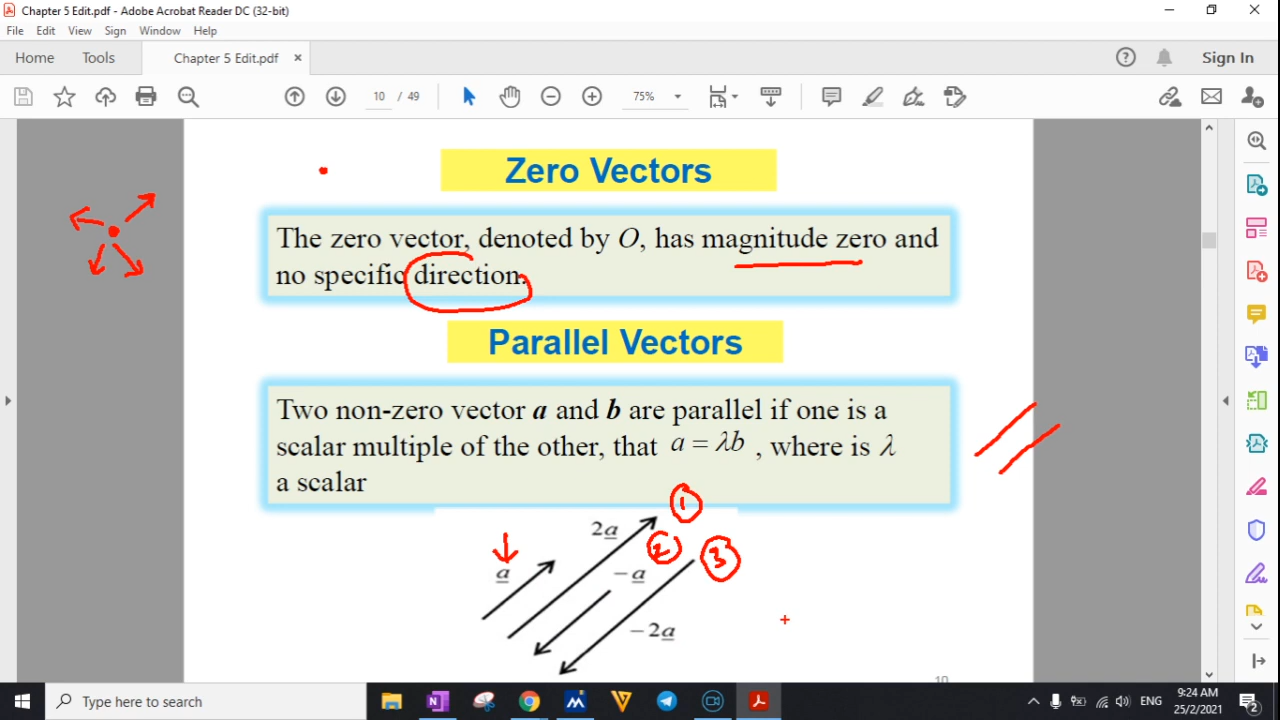 Chapter 5 Edit.pdf - Adobe Acrobat Reader DC (32-bit)
File Edit View Sign Window Help
Home Tools Chapter 5 Edit.pdf × Sign In
10 / 49 75%
Zero Vectors
The zero vector, denoted by O, has magnitude zero and
no specific direction.
Parallel Vectors
Two non-zero vector a and b are parallel if one is a
scalar multiple of the other, that a = λb , where is λ
a scalar
1
2a
2
3
a
-a
-2a
10
Type here to search
ENG
9:24 AM
25/2/2021
2